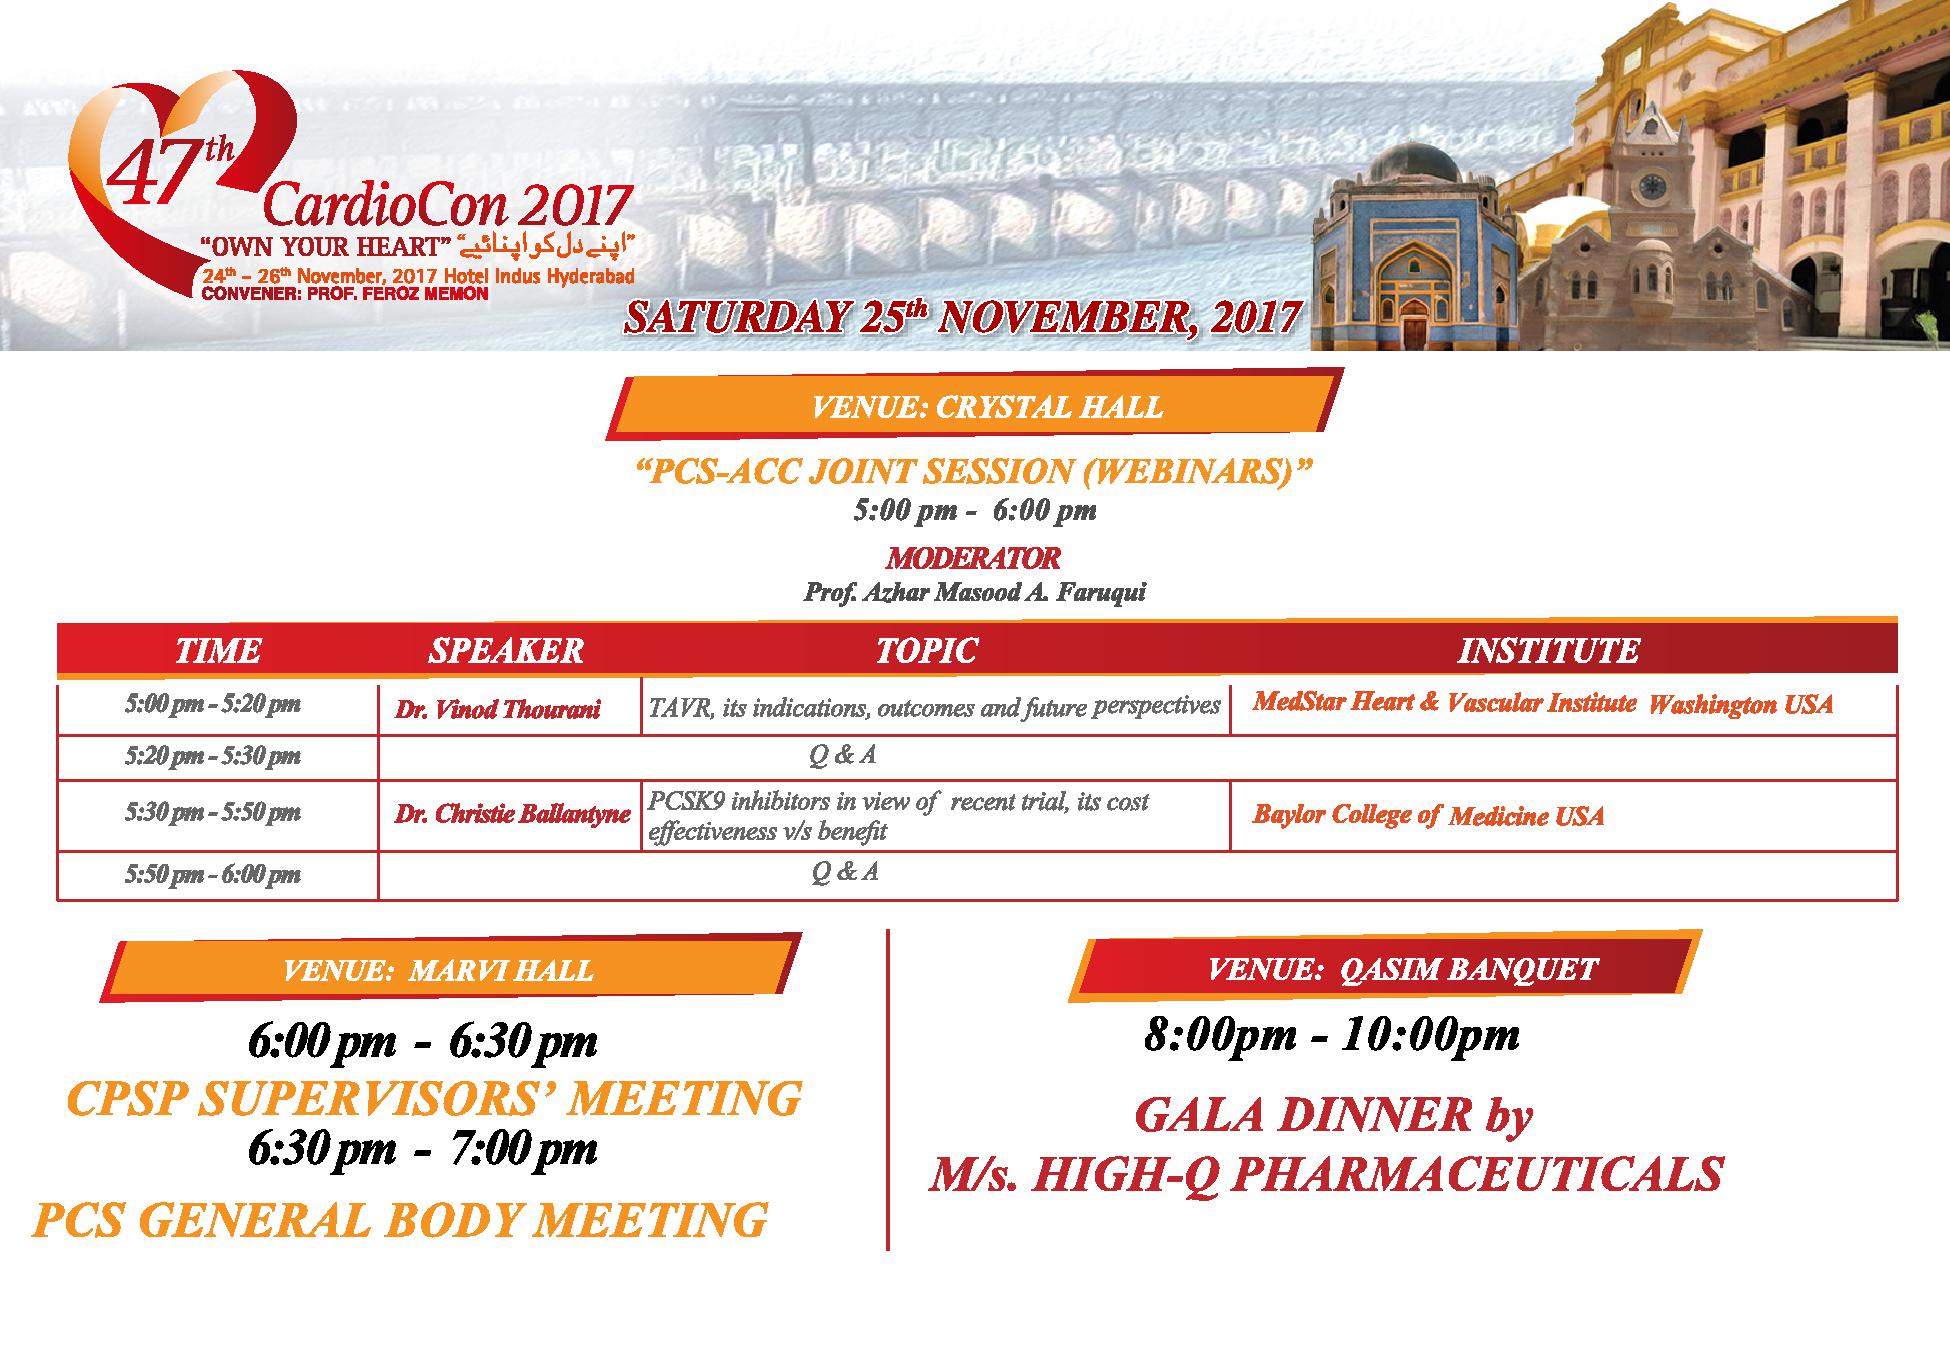 47th
CardioCon 2017
"OWN YOUR HEART" "اپنے دل کو اپنائیے"
24th – 26th November, 2017 Hotel Indus Hyderabad
CONVENER: PROF. FEROZ MEMON
SATURDAY 25th NOVEMBER, 2017
VENUE: CRYSTAL HALL
“PCS-ACC JOINT SESSION (WEBINARS)”
5:00 pm - 6:00 pm
MODERATOR
Prof. Azhar Masood A. Faruqui
TIME SPEAKER TOPIC INSTITUTE
5:00 pm - 5:20 pm Dr. Vinod Thourani TAVR, its indications, outcomes and future perspectives MedStar Heart & Vascular Institute Washington USA
5:20 pm - 5:30 pm Q & A
5:30 pm - 5:50 pm Dr. Christie Ballantyne PCSK9 inhibitors in view of recent trial, its cost
effectiveness v/s benefit Baylor College of Medicine USA
5:50 pm - 6:00 pm Q & A
VENUE: MARVI HALL
6:00 pm - 6:30 pm
CPSP SUPERVISORS’ MEETING
6:30 pm - 7:00 pm
PCS GENERAL BODY MEETING
VENUE: QASIM BANQUET
8:00pm - 10:00pm
GALA DINNER by
M/s. HIGH-Q PHARMACEUTICALS